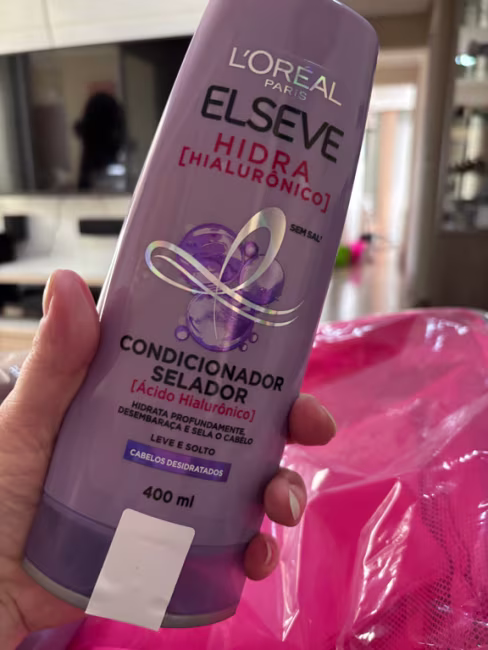 L'ORÉAL
PARIS
ELSEVE
HIDRA
[HIALURÔNICO]
SEM SAL*
CONDICIONADOR
SELADOR
[Ácido Hialurônico]
HIDRATA PROFUNDAMENTE,
DESEMBARAÇA E SELA O CABELO
LEVE E SOLTO
CABELOS DESIDRATADOS
400 ml